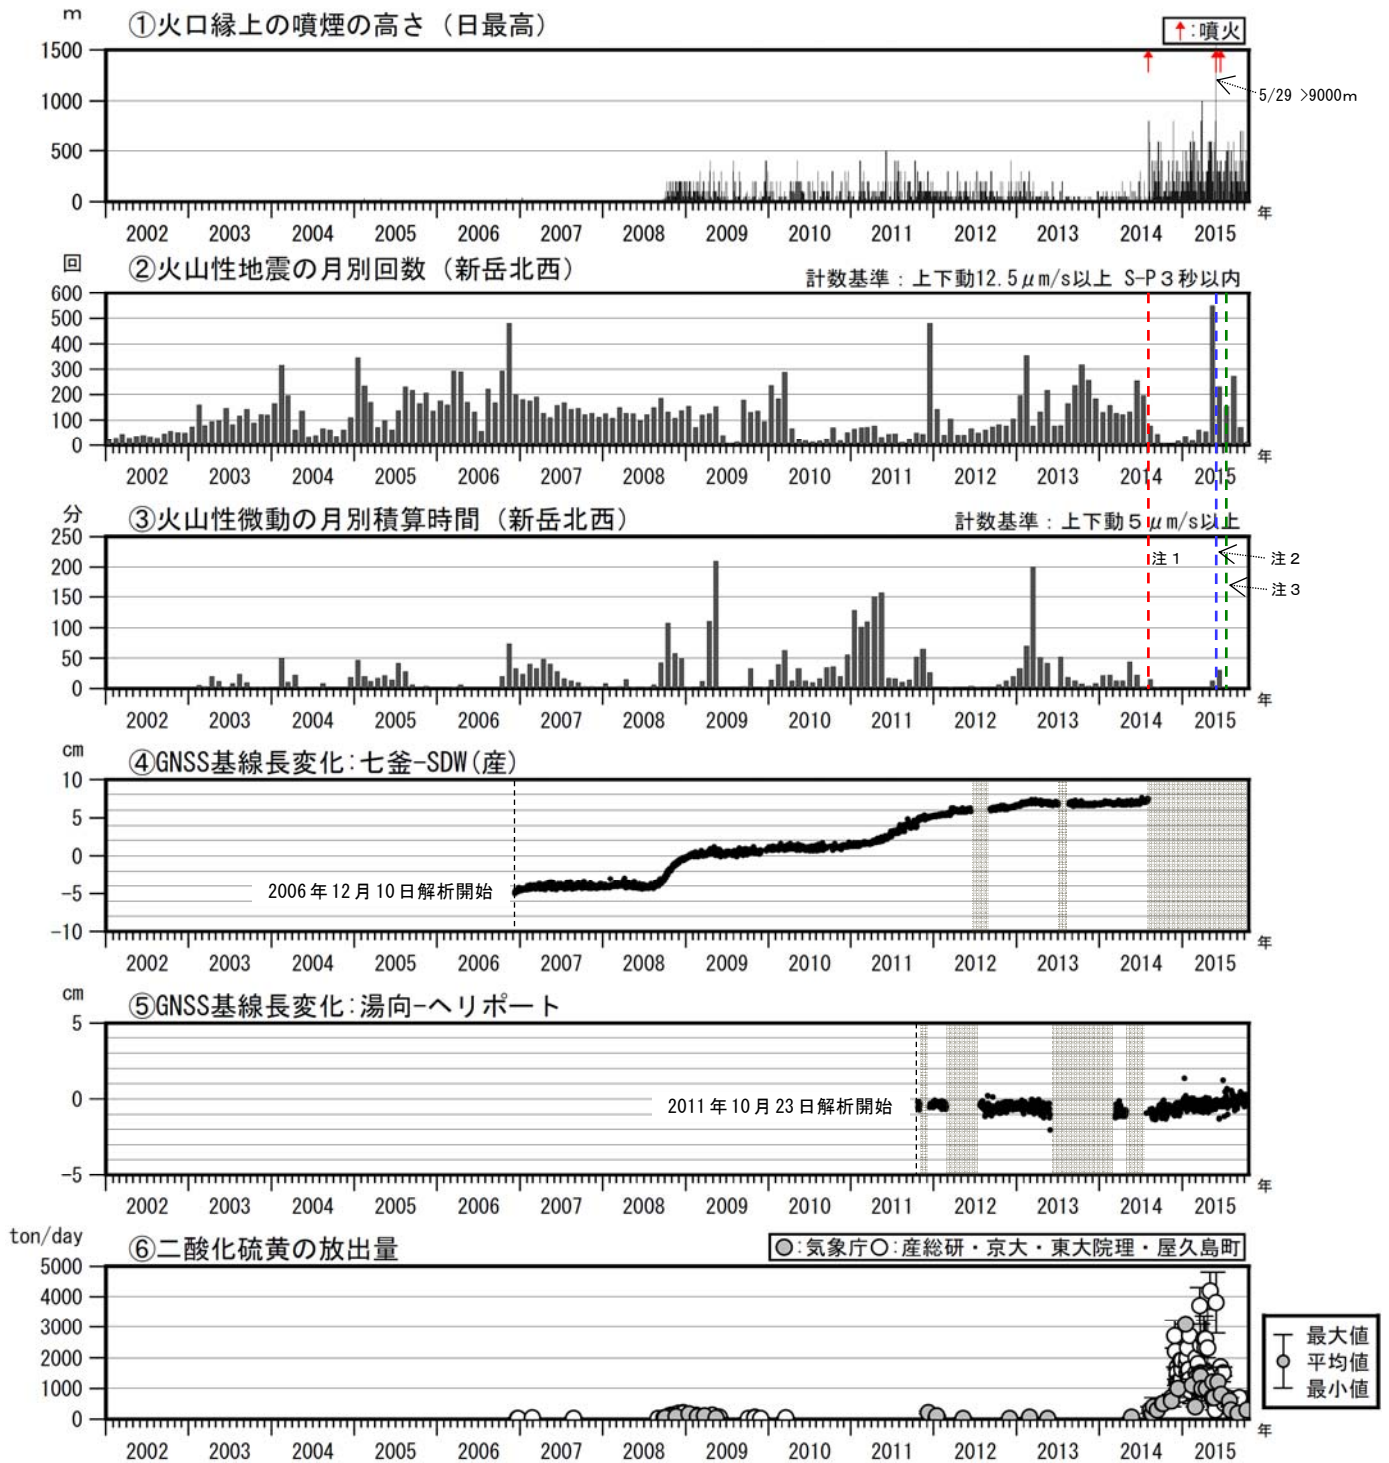 m
①火口縁上の噴煙の高さ（日最高）
↑:噴火
1500
1000
500
0
5/29 >9000m
2002 2003 2004 2005 2006 2007 2008 2009 2010 2011 2012 2013 2014 2015 年
回
②火山性地震の月別回数（新岳北西）
計数基準：上下動12.5μm/s以上 S-P３秒以内
600
500
400
300
200
100
0
2002 2003 2004 2005 2006 2007 2008 2009 2010 2011 2012 2013 2014 2015 年
分
③火山性微動の月別積算時間（新岳北西）
計数基準：上下動５μm/s以上
250
200
150
100
50
0
注１
注２
注３
2002 2003 2004 2005 2006 2007 2008 2009 2010 2011 2012 2013 2014 2015 年
cm
④GNSS基線長変化:七釜-SDW(産)
10
5
0
-5
-10
2006年12月10日解析開始
2002 2003 2004 2005 2006 2007 2008 2009 2010 2011 2012 2013 2014 2015 年
cm
⑤GNSS基線長変化:湯向-ヘリポート
5
0
-5
2011年10月23日解析開始
2002 2003 2004 2005 2006 2007 2008 2009 2010 2011 2012 2013 2014 2015 年
ton/day
⑥二酸化硫黄の放出量
:気象庁 :産総研・京大・東大院理・屋久島町
5000
4000
3000
2000
1000
0
最大値
平均値
最小値
2002 2003 2004 2005 2006 2007 2008 2009 2010 2011 2012 2013 2014 2015 年